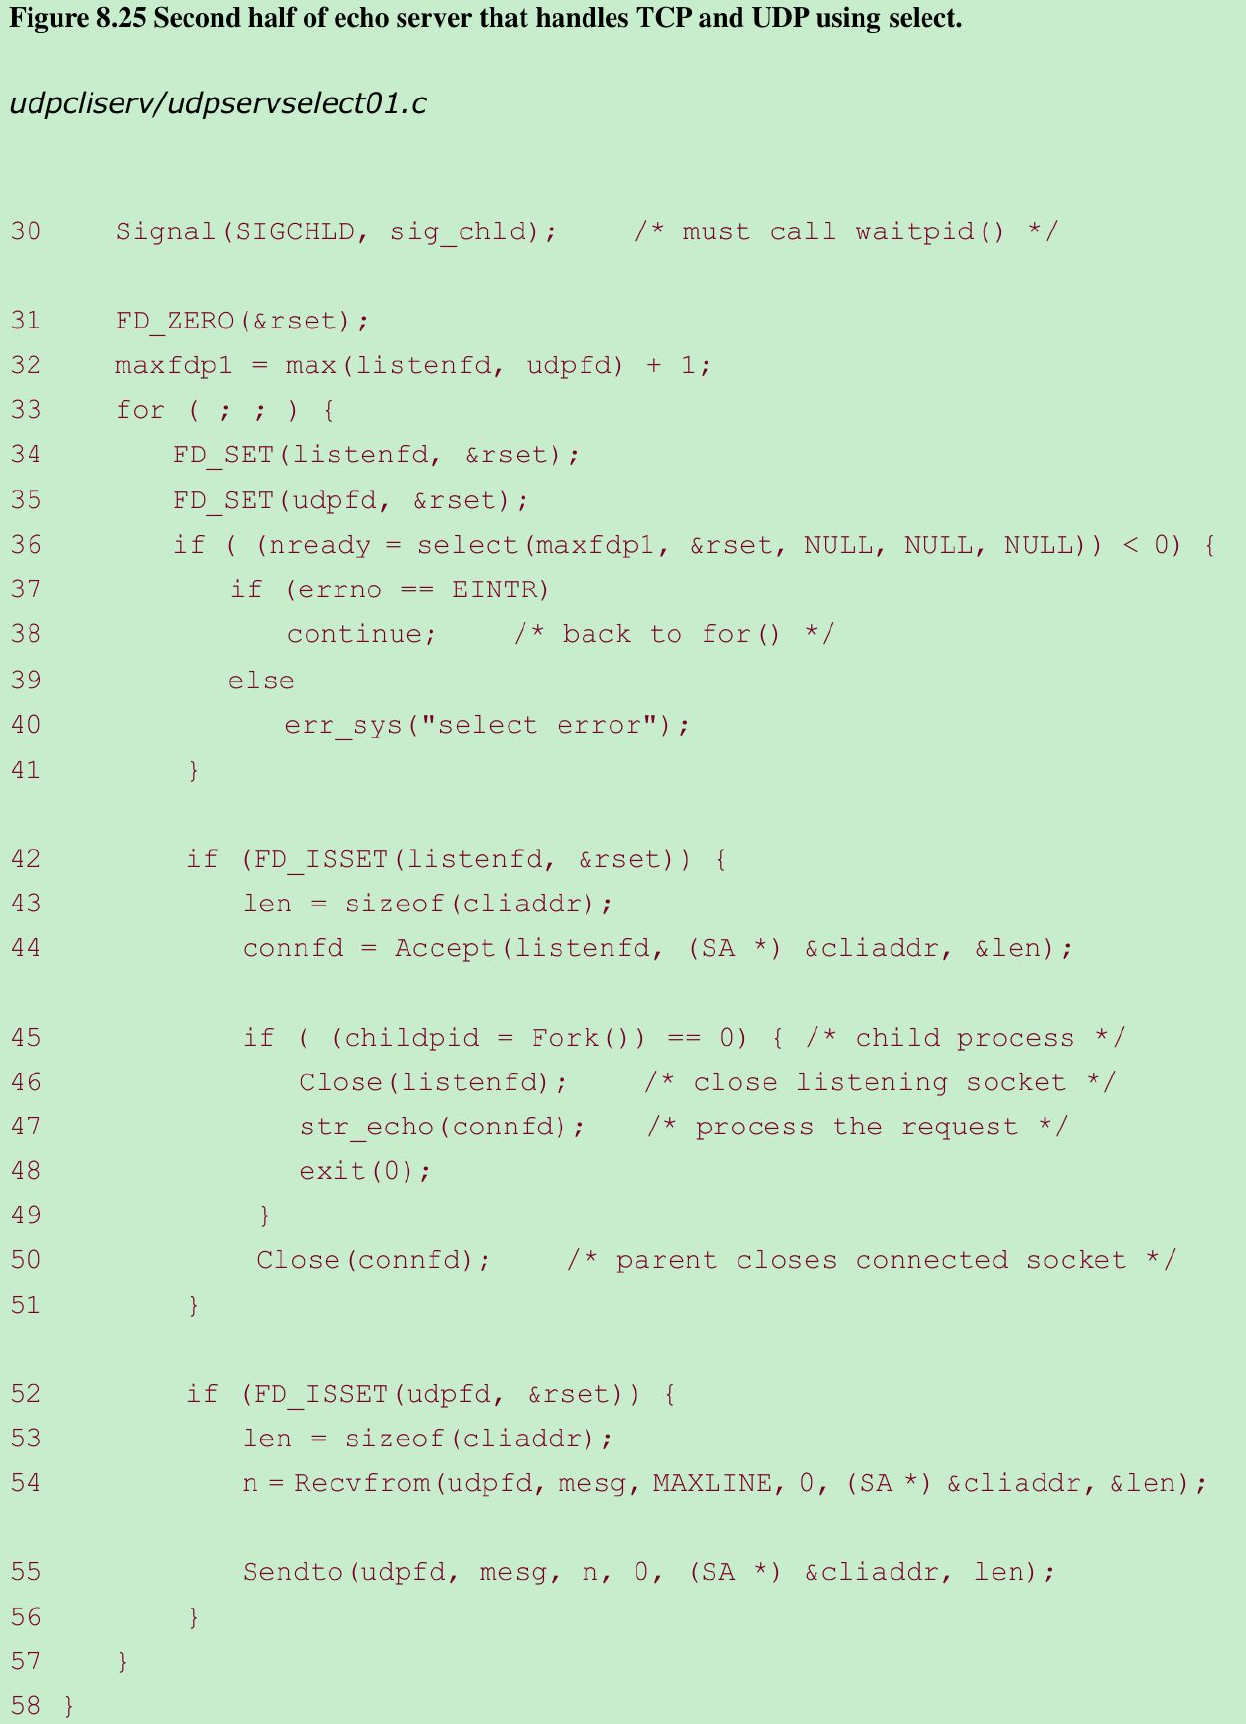 Figure 8.25 Second half of echo server that handles TCP and UDP using select.
udpcliserv/udpservselect01.c
30 Signal(SIGCHLD, sig_chld); /* must call waitpid() */
31 FD_ZERO(&rset);
32 maxfdp1 = max(listenfd, udpfd) + 1;
33 for ( ; ; ) {
34 FD_SET(listenfd, &rset);
35 FD_SET(udpfd, &rset);
36 if ( (nready = select(maxfdp1, &rset, NULL, NULL, NULL)) < 0) {
37 if (errno == EINTR)
38 continue; /* back to for() */
39 else
40 err_sys("select error");
41 }
42 if (FD_ISSET(listenfd, &rset)) {
43 len = sizeof(cliaddr);
44 connfd = Accept(listenfd, (SA *) &cliaddr, &len);
45 if ( (childpid = Fork()) == 0) { /* child process */
46 Close(listenfd); /* close listening socket */
47 str_echo(connfd); /* process the request */
48 exit(0);
49 }
50 Close(connfd); /* parent closes connected socket */
51 }
52 if (FD_ISSET(udpfd, &rset)) {
53 len = sizeof(cliaddr);
54 n = Recvfrom(udpfd, mesg, MAXLINE, 0, (SA *) &cliaddr, &len);
55 Sendto(udpfd, mesg, n, 0, (SA *) &cliaddr, len);
56 }
57 }
58 }